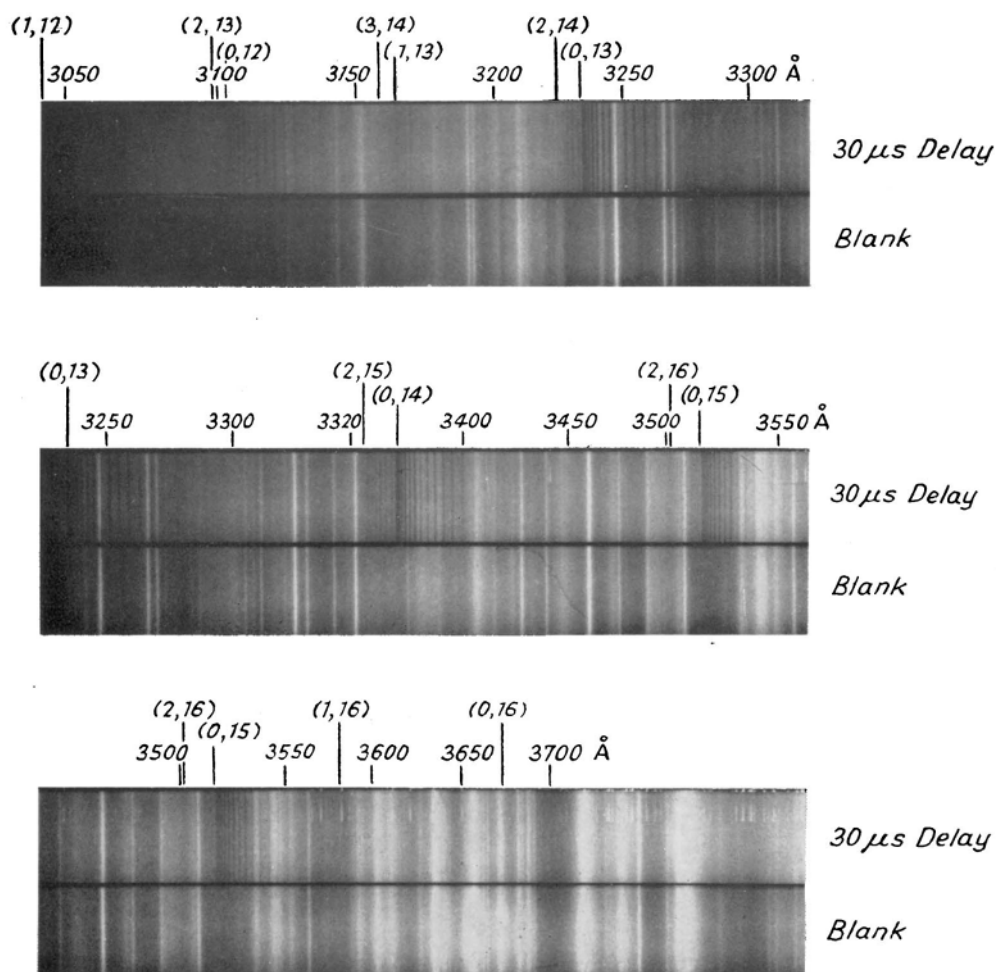 (1,12) (2,13) (3,14) (2,14)
(0,12) (1,13) (0,13)
3050 3100 3150 3200 3250 3300 Å
30 µs Delay
Blank
(0,13) (2,15) (2,16)
(0,14) (0,15)
3250 3300 3320 3400 3450 3500 3550 Å
30 µs Delay
Blank
(2,16) (1,16) (0,16)
(0,15)
3500 3550 3600 3650 3700 Å
30 µs Delay
Blank